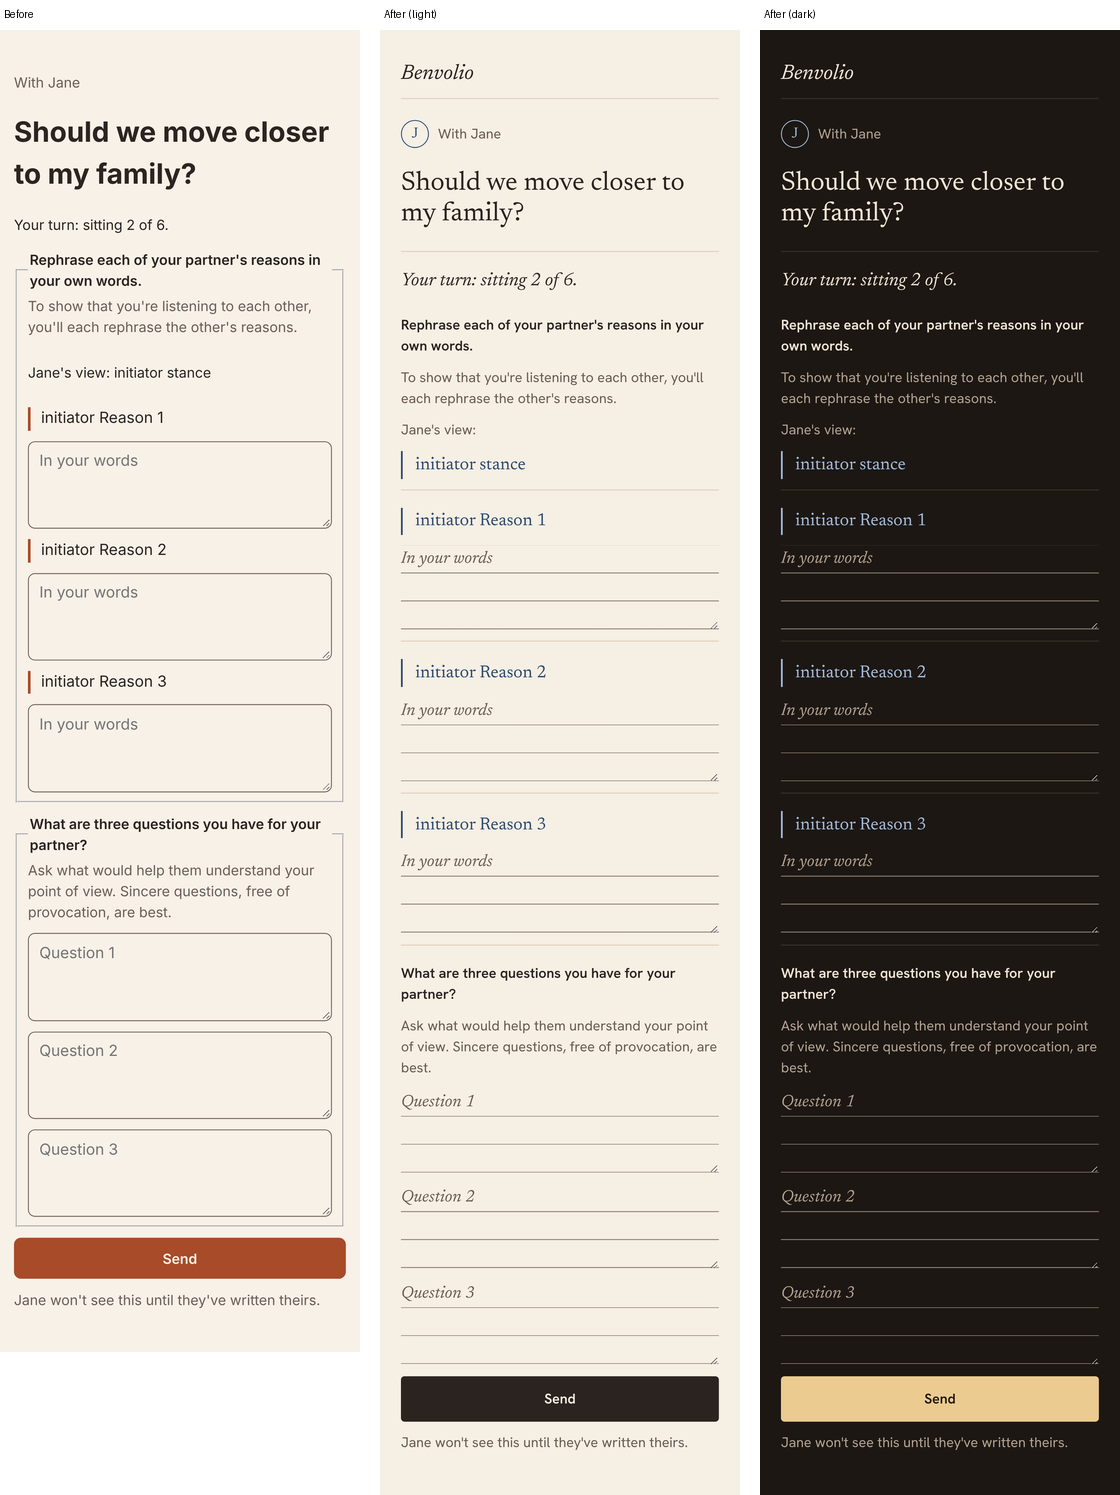 Before
With Jane
Should we move closer
to my family?
Your turn: sitting 2 of 6.
Rephrase each of your partner's reasons in
your own words.
To show that you're listening to each other,
you'll each rephrase the other's reasons.
Jane's view: initiator stance
initiator Reason 1
In your words
initiator Reason 2
In your words
initiator Reason 3
In your words
What are three questions you have for your
partner?
Ask what would help them understand your
point of view. Sincere questions, free of
provocation, are best.
Question 1
Question 2
Question 3
Send
Jane won't see this until they've written theirs.
After (light)
Benvolio
J
With Jane
Should we move closer to
my family?
Your turn: sitting 2 of 6.
Rephrase each of your partner's reasons in your
own words.
To show that you're listening to each other, you'll
each rephrase the other's reasons.
Jane's view:
initiator stance
initiator Reason 1
In your words
initiator Reason 2
In your words
initiator Reason 3
In your words
What are three questions you have for your
partner?
Ask what would help them understand your point
of view. Sincere questions, free of provocation, are
best.
Question 1
Question 2
Question 3
Send
Jane won't see this until they've written theirs.
After (dark)
Benvolio
J
With Jane
Should we move closer to
my family?
Your turn: sitting 2 of 6.
Rephrase each of your partner's reasons in your
own words.
To show that you're listening to each other, you'll
each rephrase the other's reasons.
Jane's view:
initiator stance
initiator Reason 1
In your words
initiator Reason 2
In your words
initiator Reason 3
In your words
What are three questions you have for your
partner?
Ask what would help them understand your point
of view. Sincere questions, free of provocation, are
best.
Question 1
Question 2
Question 3
Send
Jane won't see this until they've written theirs.